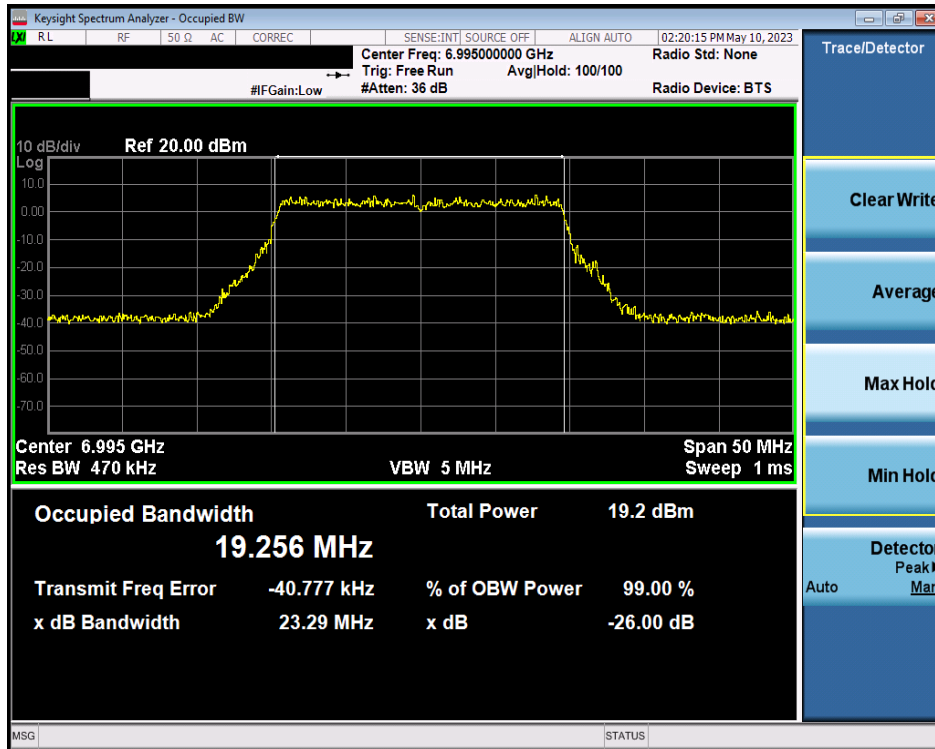 Keysight Spectrum Analyzer - Occupied BW
LXI RL RF 50 Ω AC CORREC SENSE:INT SOURCE OFF ALIGN AUTO 02:20:15 PM May 10, 2023
Center Freq: 6.995000000 GHz Radio Std: None
Trig: Free Run Avg|Hold: 100/100
#IFGain:Low #Atten: 36 dB Radio Device: BTS
Trace/Detector
10 dB/div Ref 20.00 dBm
Log
10.0
0.00
-10.0
-20.0
-30.0
-40.0
-50.0
-60.0
-70.0
Center 6.995 GHz Span 50 MHz
Res BW 470 kHz VBW 5 MHz Sweep 1 ms
Occupied Bandwidth Total Power 19.2 dBm
19.256 MHz
Transmit Freq Error -40.777 kHz % of OBW Power 99.00 %
x dB Bandwidth 23.29 MHz x dB -26.00 dB
Clear Write
Average
Max Hold
Min Hold
Detector
Peak
Auto Man
MSG STATUS